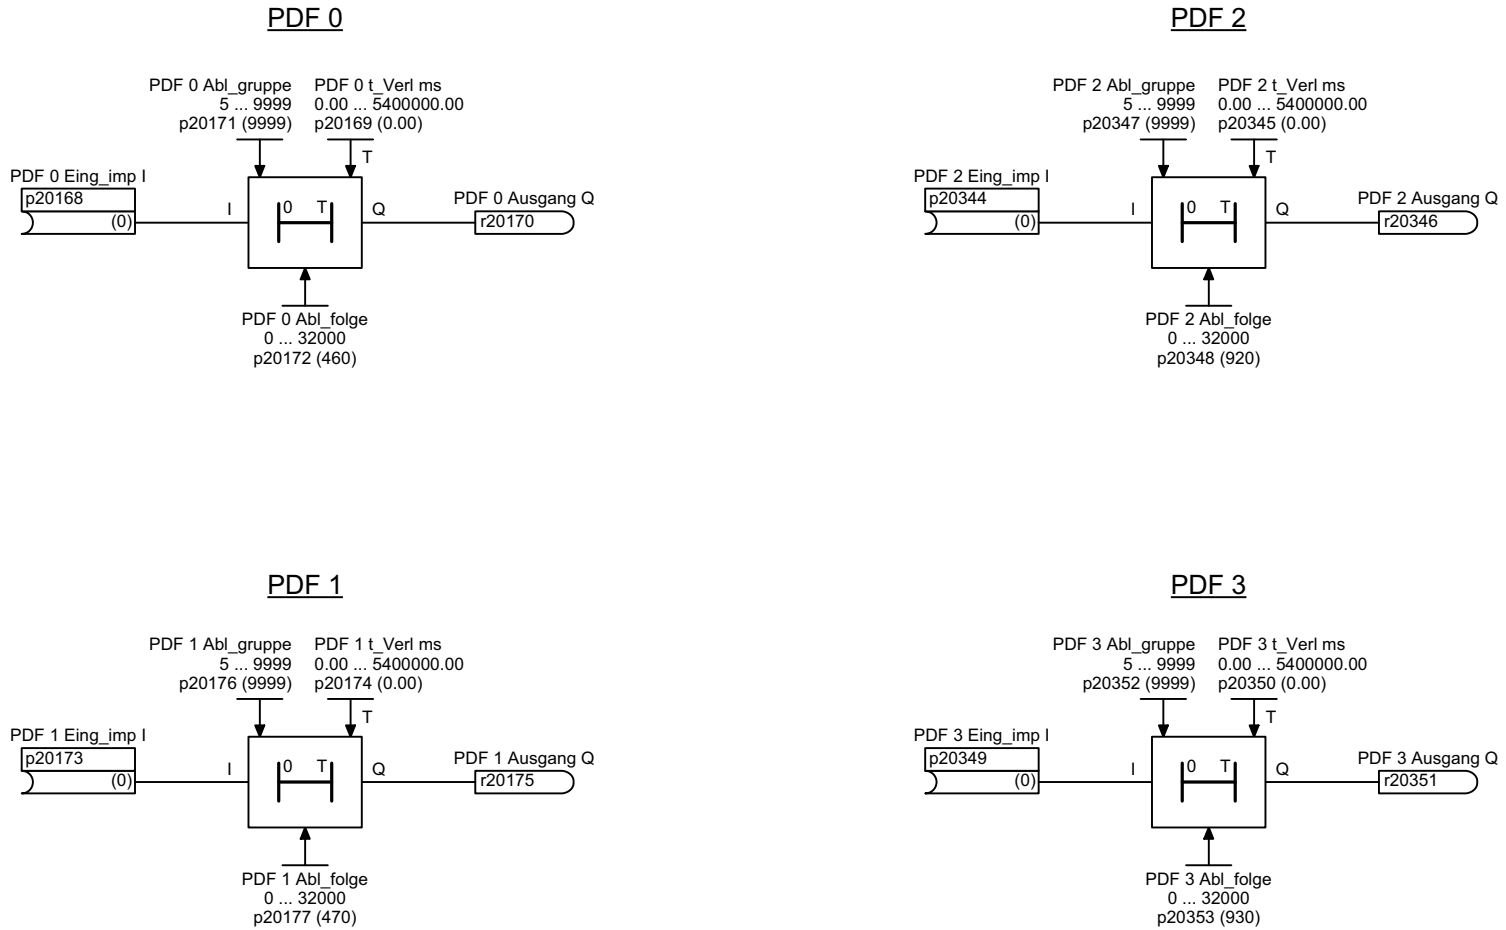 PDF 0
PDF 0 Abl_gruppe
5 ... 9999
p20171 (9999)
PDF 0 t_Verl ms
0.00 ... 5400000.00
p20169 (0.00)
T
PDF 0 Eing_imp I
p20168
(0)
I
0 T
Q
PDF 0 Ausgang Q
r20170
PDF 0 Abl_folge
0 ... 32000
p20172 (460)
PDF 2
PDF 2 Abl_gruppe
5 ... 9999
p20347 (9999)
PDF 2 t_Verl ms
0.00 ... 5400000.00
p20345 (0.00)
T
PDF 2 Eing_imp I
p20344
(0)
I
0 T
Q
PDF 2 Ausgang Q
r20346
PDF 2 Abl_folge
0 ... 32000
p20348 (920)
PDF 1
PDF 1 Abl_gruppe
5 ... 9999
p20176 (9999)
PDF 1 t_Verl ms
0.00 ... 5400000.00
p20174 (0.00)
T
PDF 1 Eing_imp I
p20173
(0)
I
0 T
Q
PDF 1 Ausgang Q
r20175
PDF 1 Abl_folge
0 ... 32000
p20177 (470)
PDF 3
PDF 3 Abl_gruppe
5 ... 9999
p20352 (9999)
PDF 3 t_Verl ms
0.00 ... 5400000.00
p20350 (0.00)
T
PDF 3 Eing_imp I
p20349
(0)
I
0 T
Q
PDF 3 Ausgang Q
r20351
PDF 3 Abl_folge
0 ... 32000
p20353 (930)